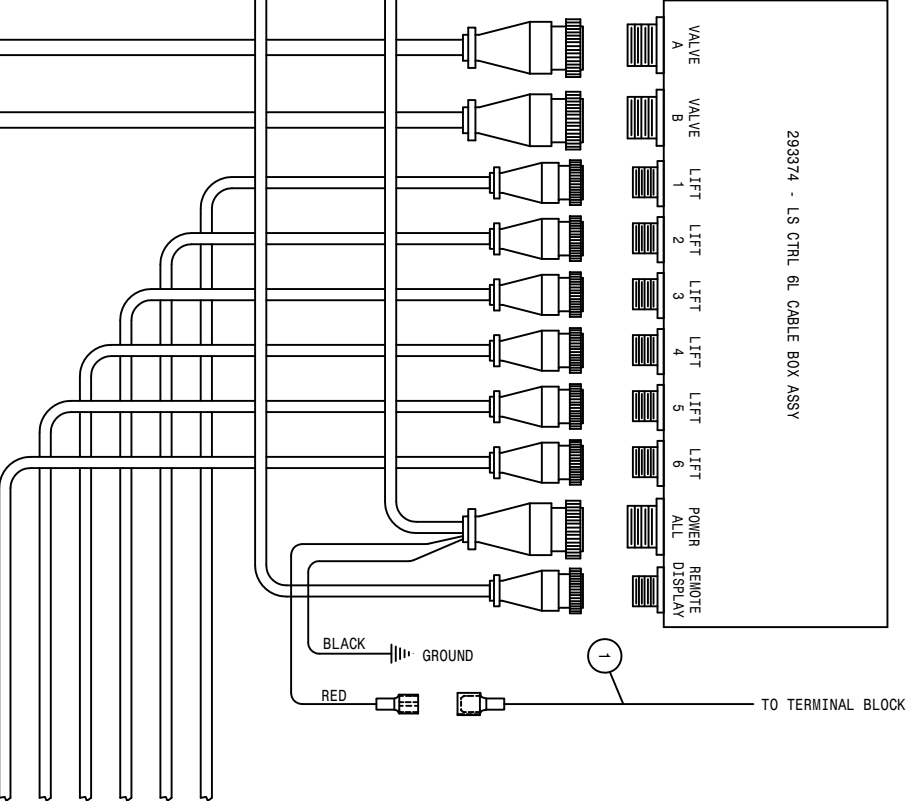 VALVE
A
VALVE
B
LIFT
1
LIFT
2
LIFT
3
LIFT
4
LIFT
5
LIFT
6
POWER
ALL
REMOTE
DISPLAY
293374 - LS CTRL 6L CABLE BOX ASSY
BLACK
GROUND
1
RED
TO TERMINAL BLOCK